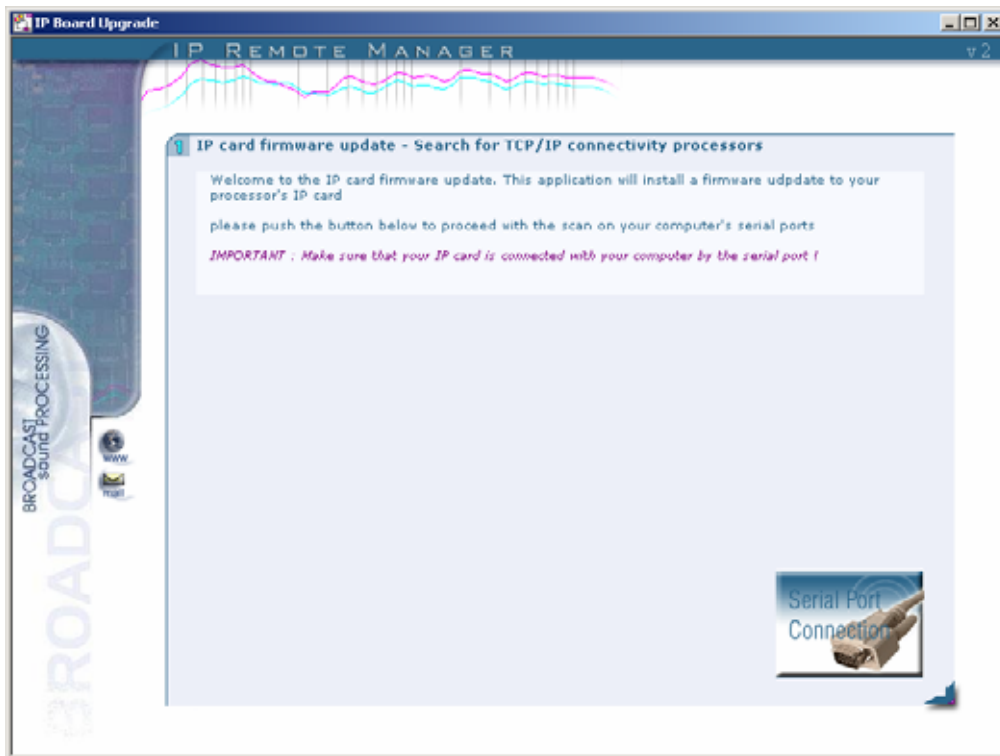 IP Board Upgrade
IP REMOTE MANAGER
v2
1 IP card firmware update - Search for TCP/IP connectivity processors
Welcome to the IP card firmware update. This application will install a firmware udpdate to your
processor's IP card
please push the button below to proceed with the scan on your computer's serial ports
IMPORTANT : Make sure that your IP card is connected with your computer by the serial port !
BROADCAST
sound PROCESSING
BROADCAST
www
mail
Serial Port
Connection